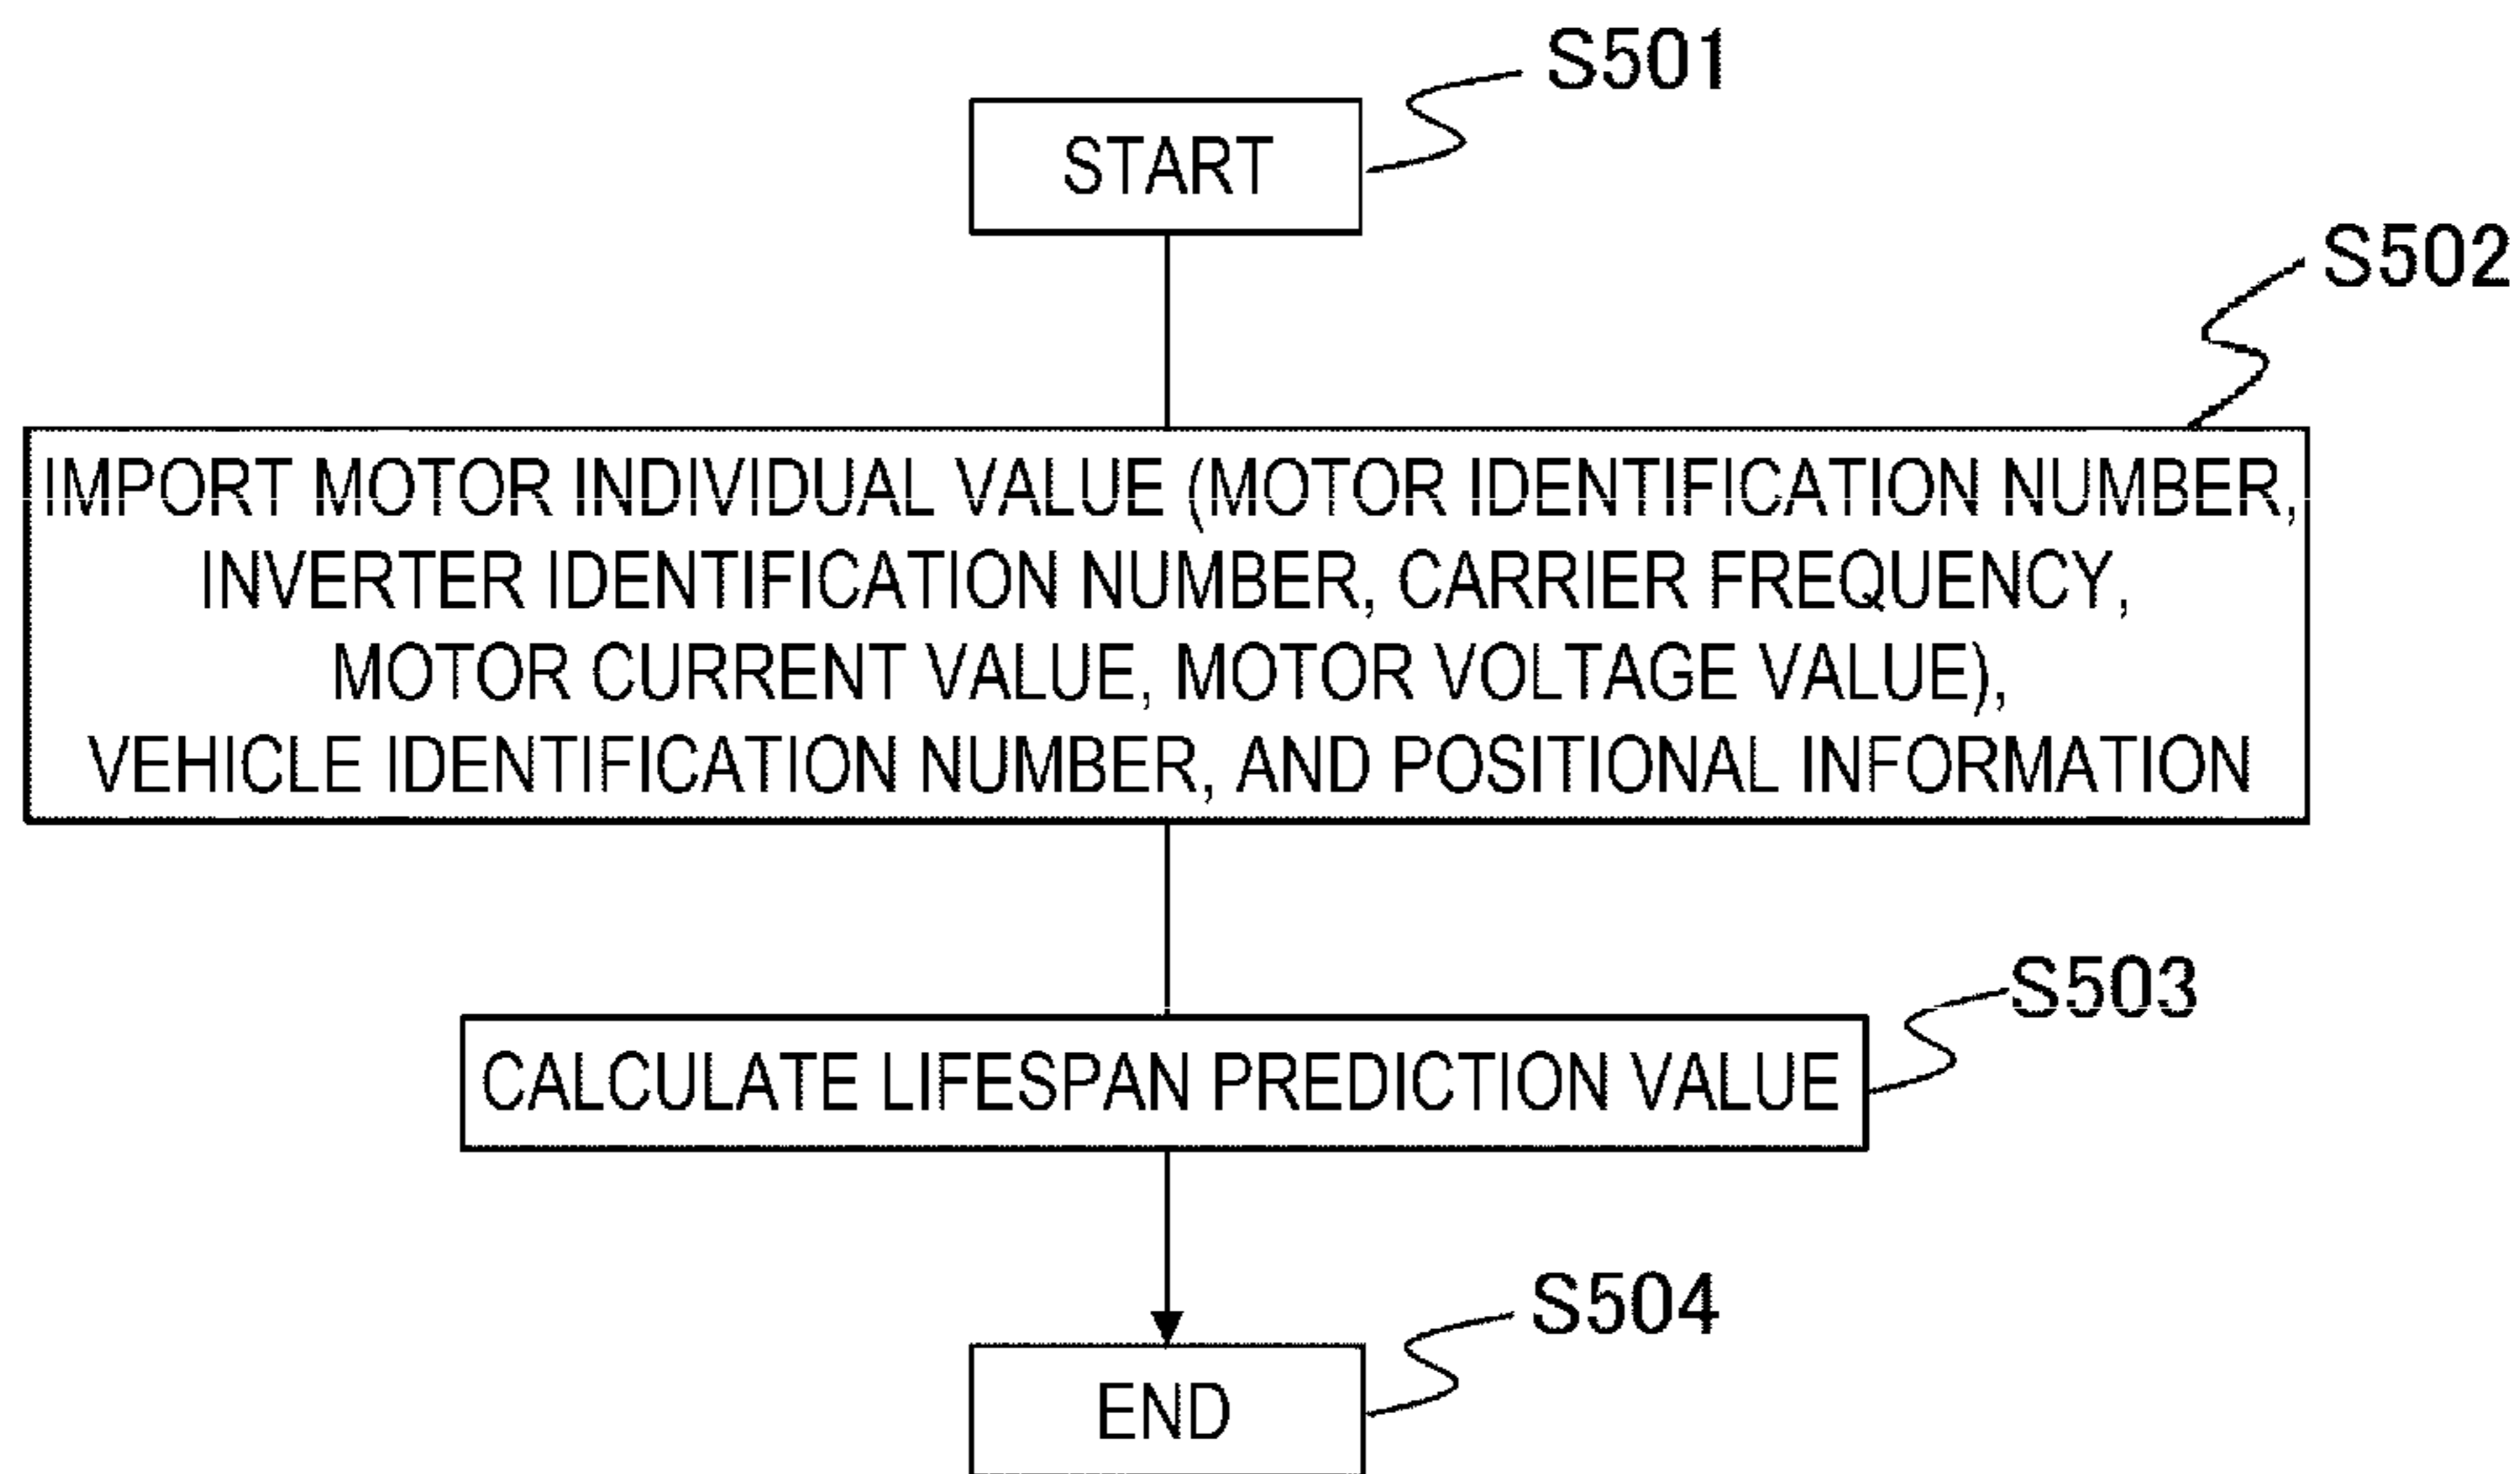 S501
START
S502
IMPORT MOTOR INDIVIDUAL VALUE (MOTOR IDENTIFICATION NUMBER,
INVERTER IDENTIFICATION NUMBER, CARRIER FREQUENCY,
MOTOR CURRENT VALUE, MOTOR VOLTAGE VALUE),
VEHICLE IDENTIFICATION NUMBER, AND POSITIONAL INFORMATION
S503
CALCULATE LIFESPAN PREDICTION VALUE
S504
END